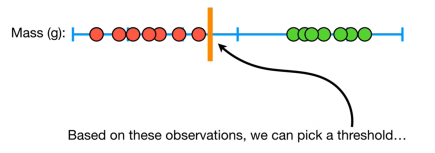 Mass (g):
Based on these observations, we can pick a threshold…